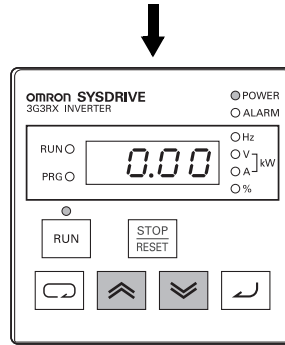 OMRON SYSDRIVE
3G3RX INVERTER
POWER
ALARM
RUN
PRG
0.00
Hz
V
A
kW
%
RUN
STOP
RESET